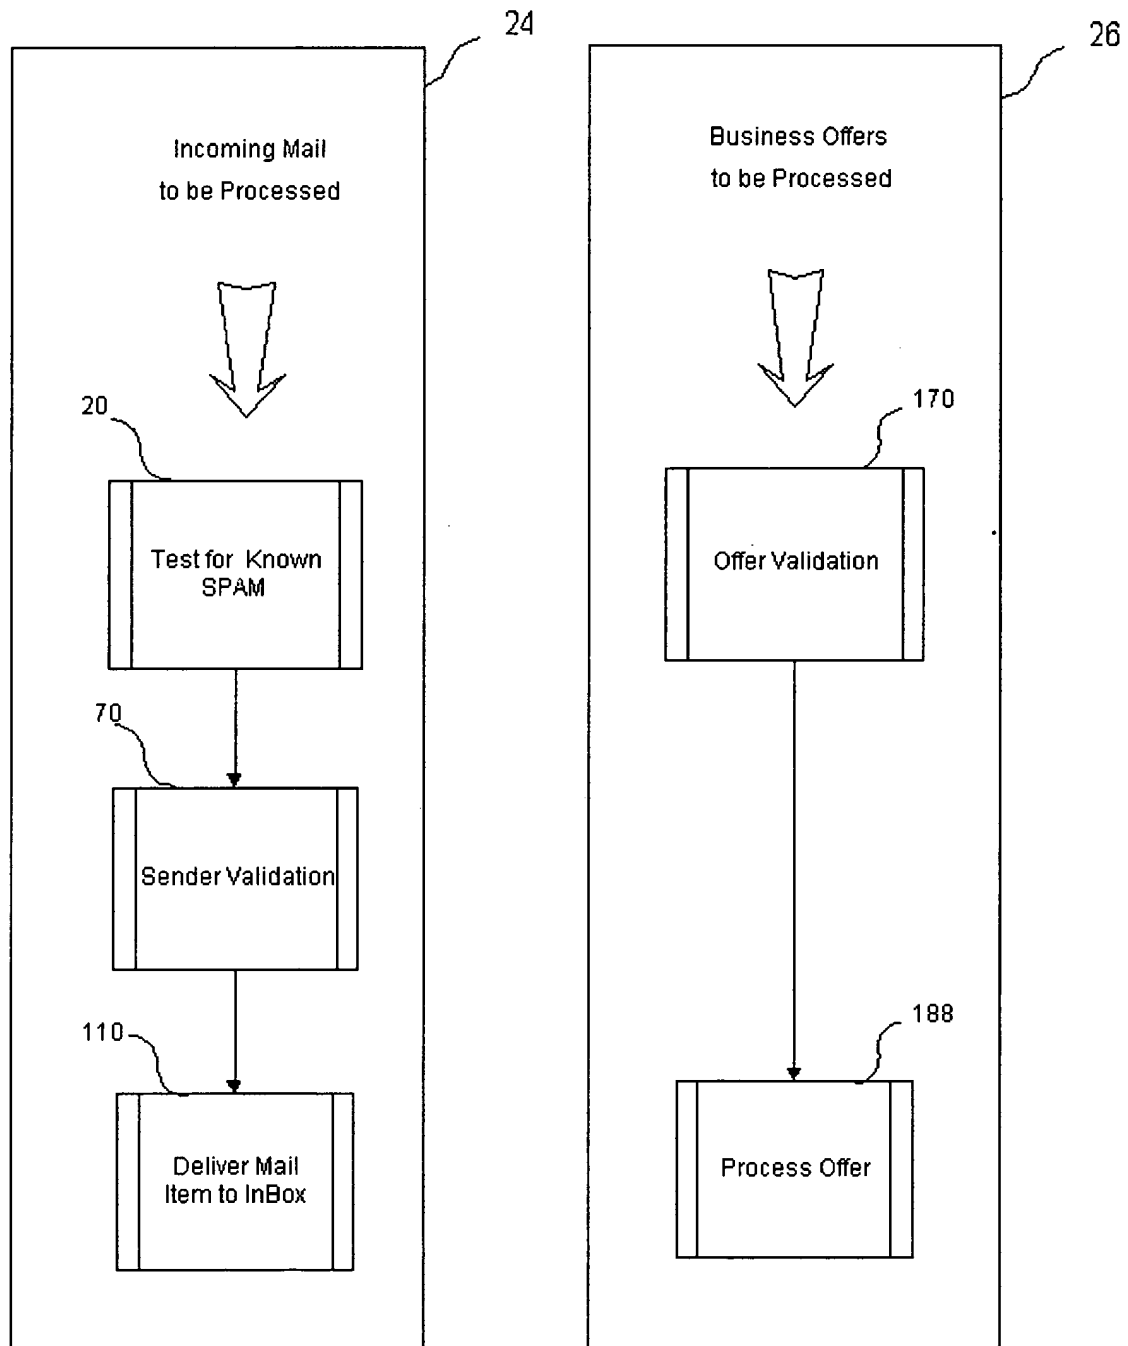 24
Incoming Mail
to be Processed
20
Test for Known
SPAM
70
Sender Validation
110
Deliver Mail
Item to InBox
26
Business Offers
to be Processed
170
Offer Validation
188
Process Offer